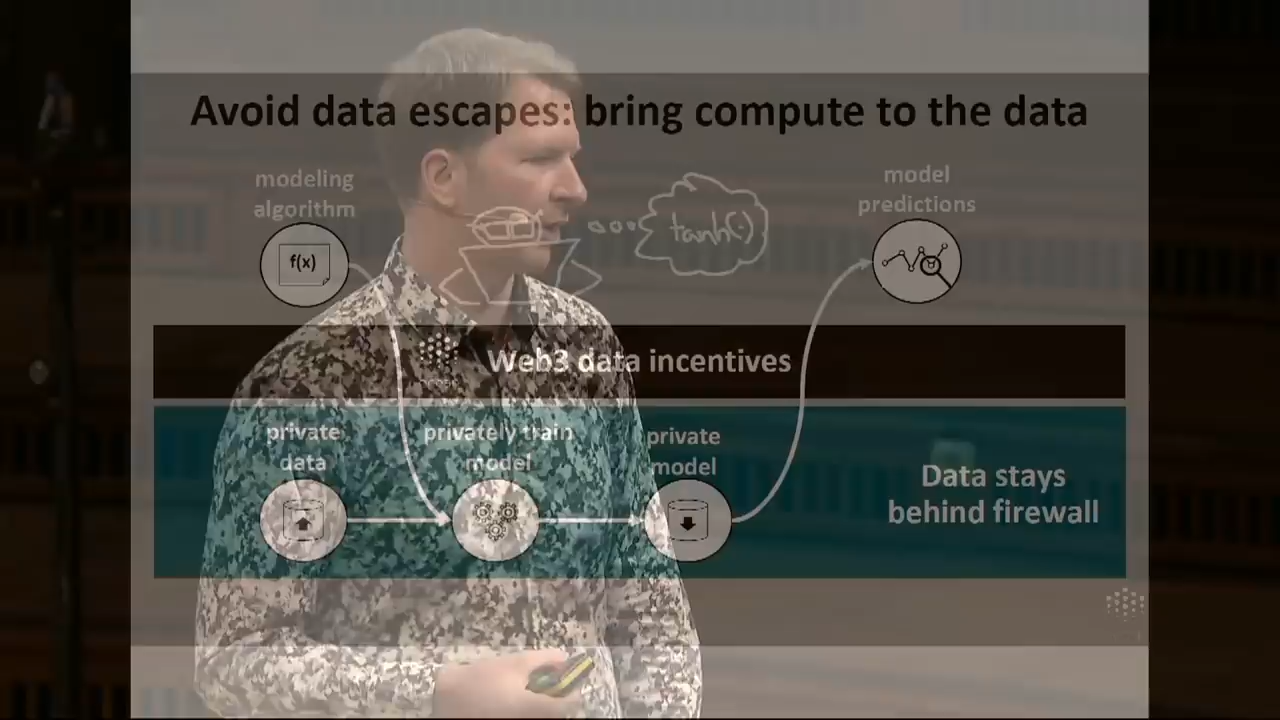 Avoid data escapes: bring compute to the data
modeling
algorithm
f(x)
tanh(·)
model
predictions
Web3 data incentives
private
data
privately train
model
private
model
Data stays
behind firewall